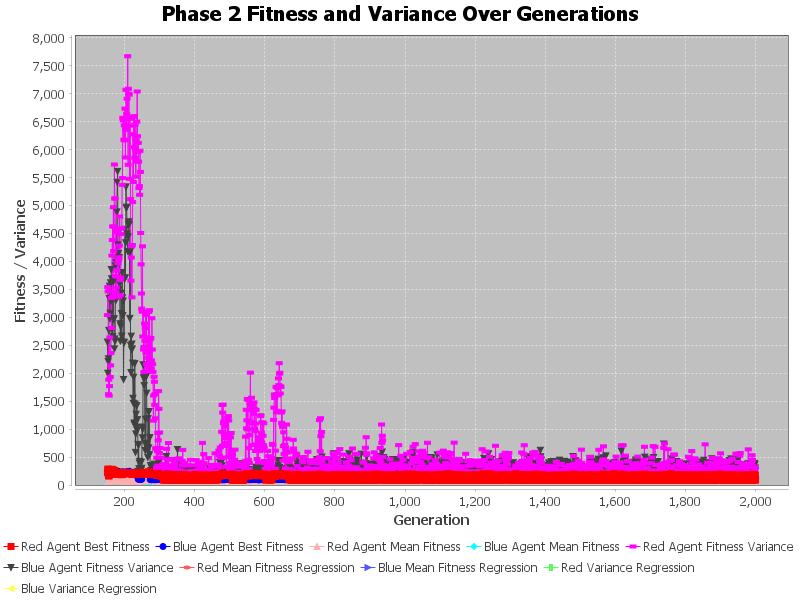 Phase 2 Fitness and Variance Over Generations
8,000
7,500
7,000
6,500
6,000
5,500
5,000
4,500
4,000
3,500
3,000
2,500
2,000
1,500
1,000
500
0
Fitness / Variance
200 400 600 800 1,000 1,200 1,400 1,600 1,800 2,000
Generation
Red Agent Best Fitness Blue Agent Best Fitness Red Agent Mean Fitness Blue Agent Mean Fitness Red Agent Fitness Variance
Blue Agent Fitness Variance Red Mean Fitness Regression Blue Mean Fitness Regression Red Variance Regression
Blue Variance Regression